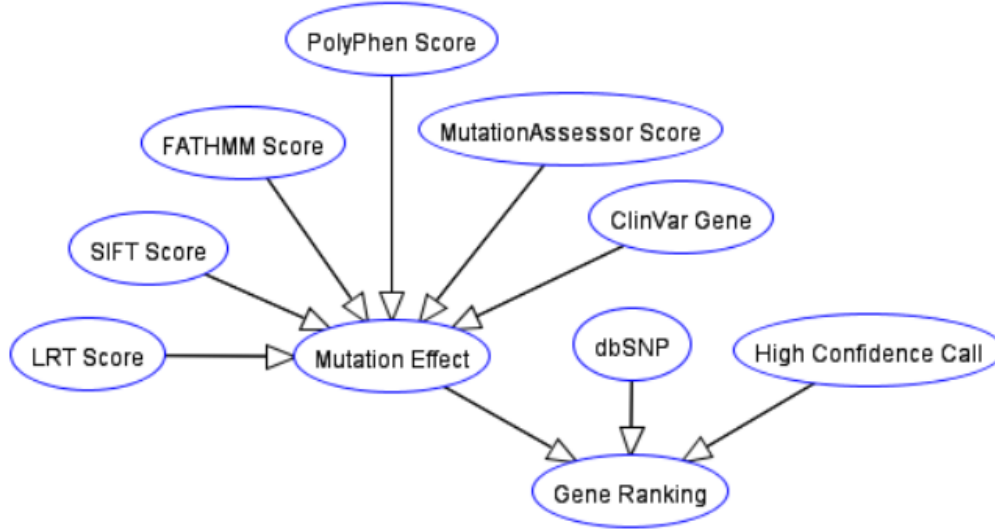 PolyPhen Score
FATHMM Score
MutationAssessor Score
ClinVar Gene
SIFT Score
LRT Score
Mutation Effect
dbSNP
High Confidence Call
Gene Ranking